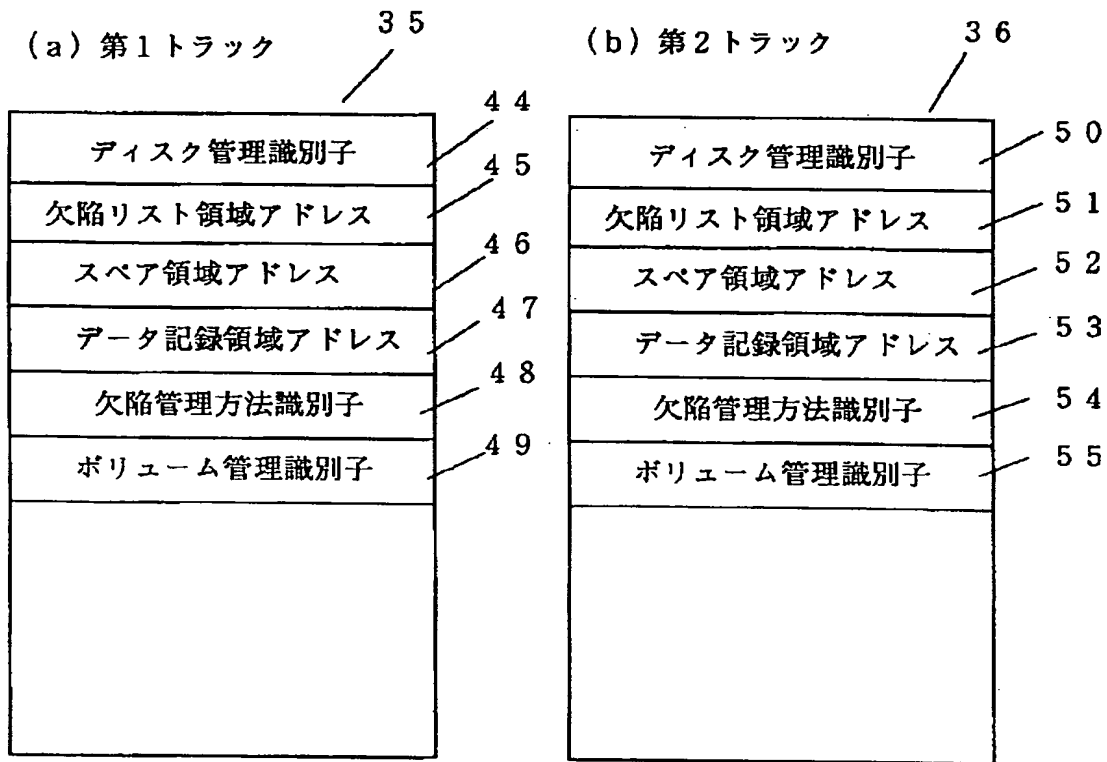 (a) 第1トラック
35
ディスク管理識別子
44
欠陥リスト領域アドレス
45
スペア領域アドレス
46
データ記録領域アドレス
47
欠陥管理方法識別子
48
ボリューム管理識別子
49
(b) 第2トラック
36
ディスク管理識別子
50
欠陥リスト領域アドレス
51
スペア領域アドレス
52
データ記録領域アドレス
53
欠陥管理方法識別子
54
ボリューム管理識別子
55